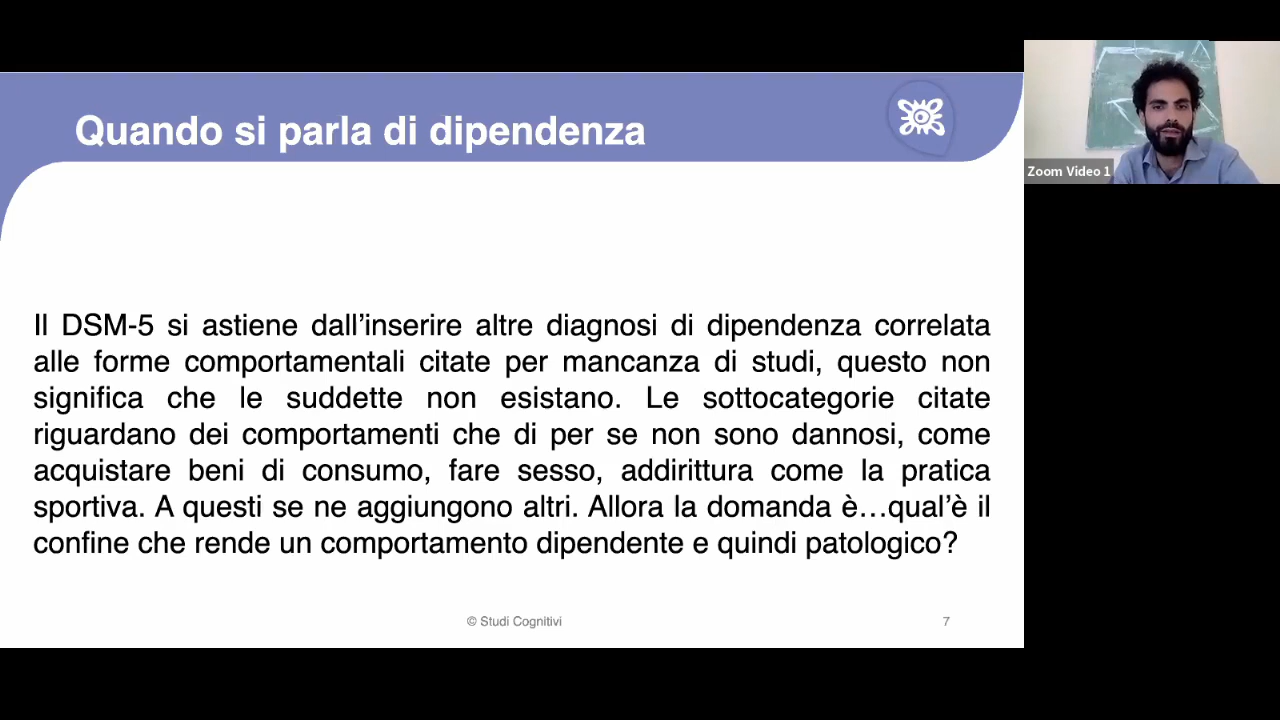 Quando si parla di dipendenza
Zoom Video 1
Il DSM-5 si astiene dall’inserire altre diagnosi di dipendenza correlata
alle forme comportamentali citate per mancanza di studi, questo non
significa che le suddette non esistano. Le sottocategorie citate
riguardano dei comportamenti che di per se non sono dannosi, come
acquistare beni di consumo, fare sesso, addirittura come la pratica
sportiva. A questi se ne aggiungono altri. Allora la domanda è…qual’è il
confine che rende un comportamento dipendente e quindi patologico?
© Studi Cognitivi
7